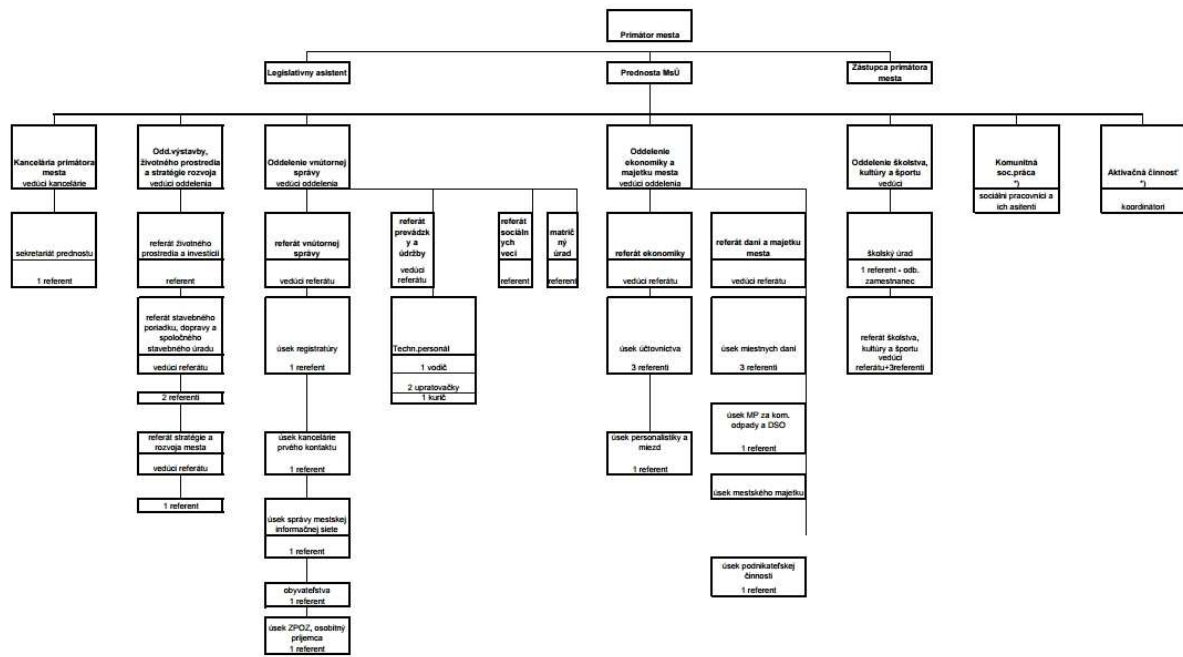 Primátor mesta
Legislatívny asistent
Prednosta MsÚ
Zástupca primátora
mesta
Kancelária primátora
mesta
vedúci kancelárie
Odd.výstavby,
životného prostredia
a stratégie rozvoja
vedúci oddelenia
Oddelenie vnútornej
správy
vedúci oddelenia
Oddelenie
ekonomiky a
majetku mesta
vedúci oddelenia
Oddelenie školstva,
kultúry a športu
vedúci
Komunitná
soc.práca
*)
sociálni pracovníci a
ich asitenti
Aktivačná činnosť
*)
koordinátori
sekretariát prednostu
1 referent
referát životného
prostredia a investícií
referent
referát stavebného
poriadku, dopravy a
spoločného
stavebného úradu
vedúci referátu
2 referenti
referát stratégie a
rozvoja mesta
vedúci referátu
1 referent
referát vnútornej
správy
vedúci referátu
úsek registratúry
1 rerefent
úsek kancelárie
prvého kontaktu
1 referent
úsek správy mestskej
informačnej siete
1 referent
obyvateľstva
1 referent
úsek ZPOZ, osobitný
príjemca
1 referent
referát
prevádzk
y a
údržby
vedúci
referátu
Techn.personál
1 vodič
2 upratovačky
1 kurič
referát
sociáln
ych
vecí
referent
matrič
ný
úrad
referent
referát ekonomiky
vedúci referátu
úsek účtovníctva
3 referenti
úsek personalistiky a
miezd
1 referent
referát daní a majetku
mesta
vedúci referátu
úsek miestnych daní
3 referenti
úsek MP za kom.
odpady a DSO
1 referent
úsek mestského majetku
úsek podnikateľskej
činnosti
1 referent
školský úrad
1 referent - odb.
zamestnanec
referát školstva,
kultúry a športu
vedúci
referátu+3referenti